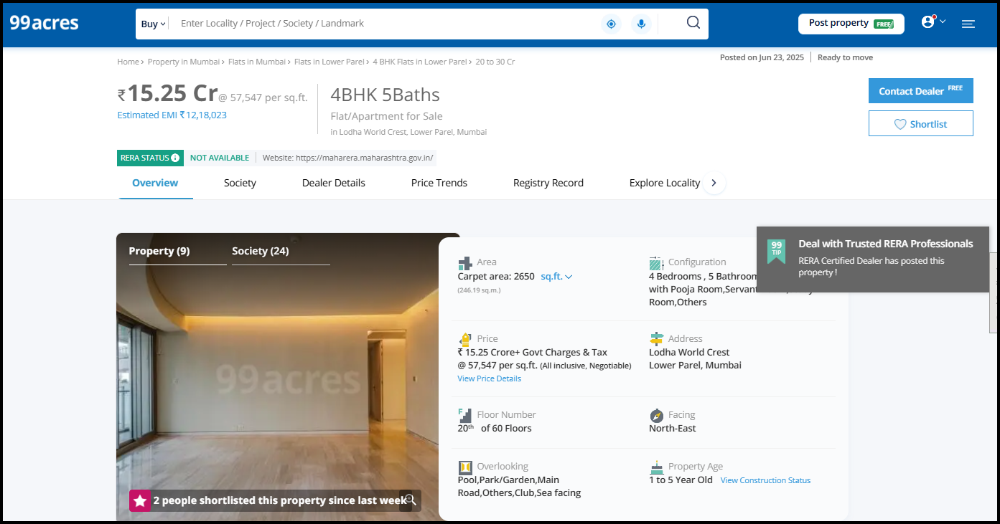 99acres
Buy
Enter Locality / Project / Society / Landmark
Post property FREE
Home > Property in Mumbai > Flats in Mumbai > Flats in Lower Parel > 4 BHK Flats in Lower Parel > 20 to 30 Cr
Posted on Jun 23, 2025 | Ready to move
₹15.25 Cr @ 57,547 per sq.ft.
Estimated EMI ₹12,18,023
4BHK 5Baths
Flat/Apartment for Sale
in Lodha World Crest, Lower Parel, Mumbai
Contact Dealer FREE
Shortlist
RERA STATUS NOT AVAILABLE Website: https://maharera.maharashtra.gov.in/
Overview Society Dealer Details Price Trends Registry Record Explore Locality
Property (9) Society (24)
99acres
2 people shortlisted this property since last week
Area
Carpet area: 2650 sq.ft.
(246.19 sq.m.)
Configuration
4 Bedrooms , 5 Bathroom
with Pooja Room,Servant
Room,Others
99
TIP
Deal with Trusted RERA Professionals
RERA Certified Dealer has posted this
property !
Price
₹ 15.25 Crore+ Govt Charges & Tax
@ 57,547 per sq.ft. (All inclusive, Negotiable)
View Price Details
Address
Lodha World Crest
Lower Parel, Mumbai
Floor Number
20th of 60 Floors
Facing
North-East
Overlooking
Pool,Park/Garden,Main
Road,Others,Club,Sea facing
Property Age
1 to 5 Year Old View Construction Status